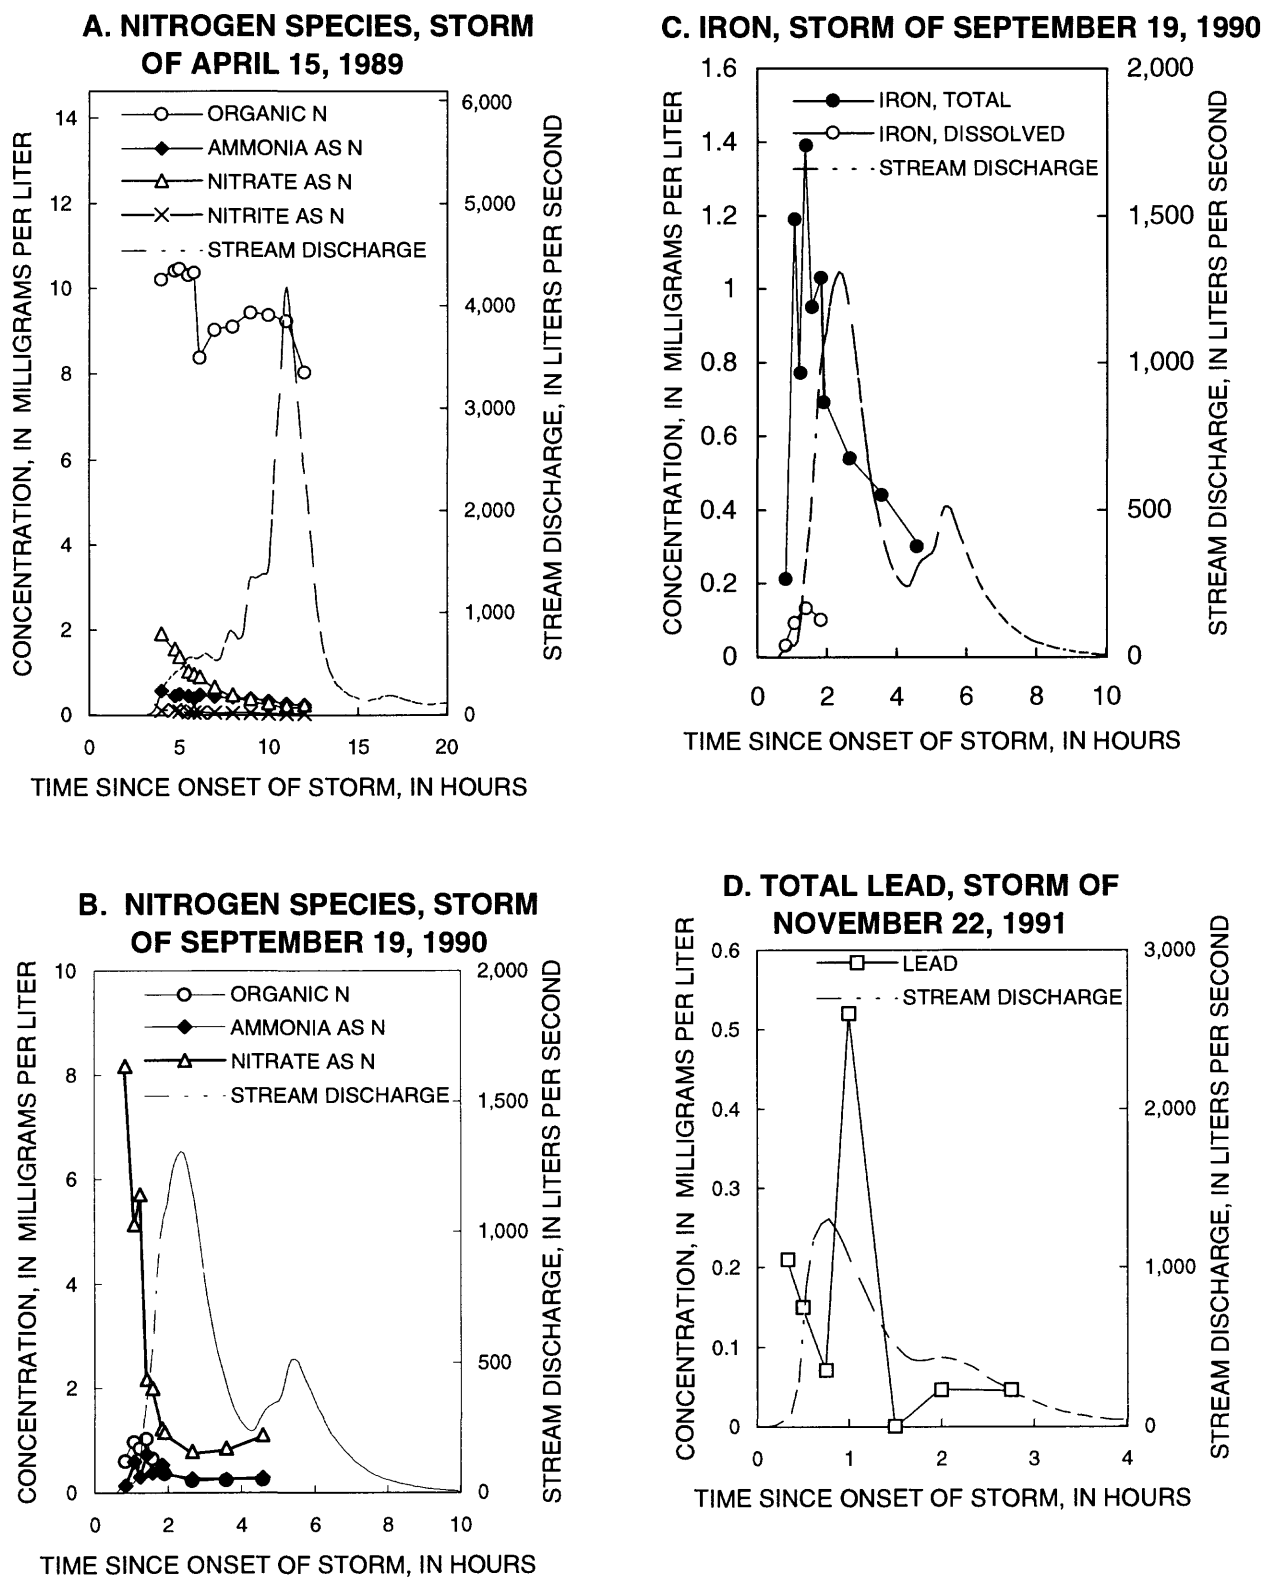 A. NITROGEN SPECIES, STORM
OF APRIL 15, 1989
CONCENTRATION, IN MILLIGRAMS PER LITER
14
12
10
8
6
4
2
0
ORGANIC N
AMMONIA AS N
NITRATE AS N
NITRITE AS N
STREAM DISCHARGE
6,000
5,000
4,000
3,000
2,000
1,000
0
STREAM DISCHARGE, IN LITERS PER SECOND
0 5 10 15 20
TIME SINCE ONSET OF STORM, IN HOURS
C. IRON, STORM OF SEPTEMBER 19, 1990
CONCENTRATION, IN MILLIGRAMS PER LITER
1.6
1.4
1.2
1
0.8
0.6
0.4
0.2
0
IRON, TOTAL
IRON, DISSOLVED
STREAM DISCHARGE
2,000
1,500
1,000
500
0
STREAM DISCHARGE, IN LITERS PER SECOND
0 2 4 6 8 10
TIME SINCE ONSET OF STORM, IN HOURS
B. NITROGEN SPECIES, STORM
OF SEPTEMBER 19, 1990
CONCENTRATION, IN MILLIGRAMS PER LITER
10
8
6
4
2
0
ORGANIC N
AMMONIA AS N
NITRATE AS N
STREAM DISCHARGE
2,000
1,500
1,000
500
0
STREAM DISCHARGE, IN LITERS PER SECOND
0 2 4 6 8 10
TIME SINCE ONSET OF STORM, IN HOURS
D. TOTAL LEAD, STORM OF
NOVEMBER 22, 1991
CONCENTRATION, IN MILLIGRAMS PER LITER
0.6
0.5
0.4
0.3
0.2
0.1
0
LEAD
STREAM DISCHARGE
3,000
2,000
1,000
0
STREAM DISCHARGE, IN LITERS PER SECOND
0 1 2 3 4
TIME SINCE ONSET OF STORM, IN HOURS